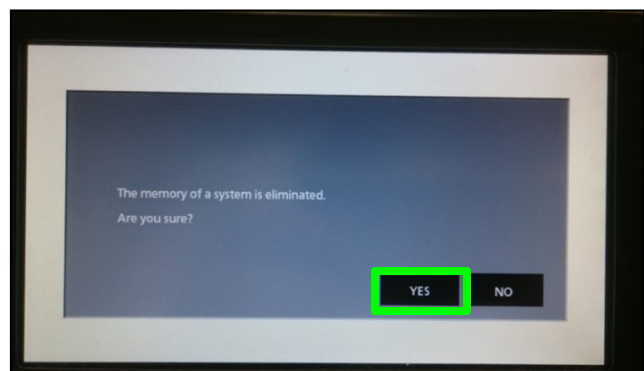 The memory of a system is eliminated.
Are you sure?
YES NO